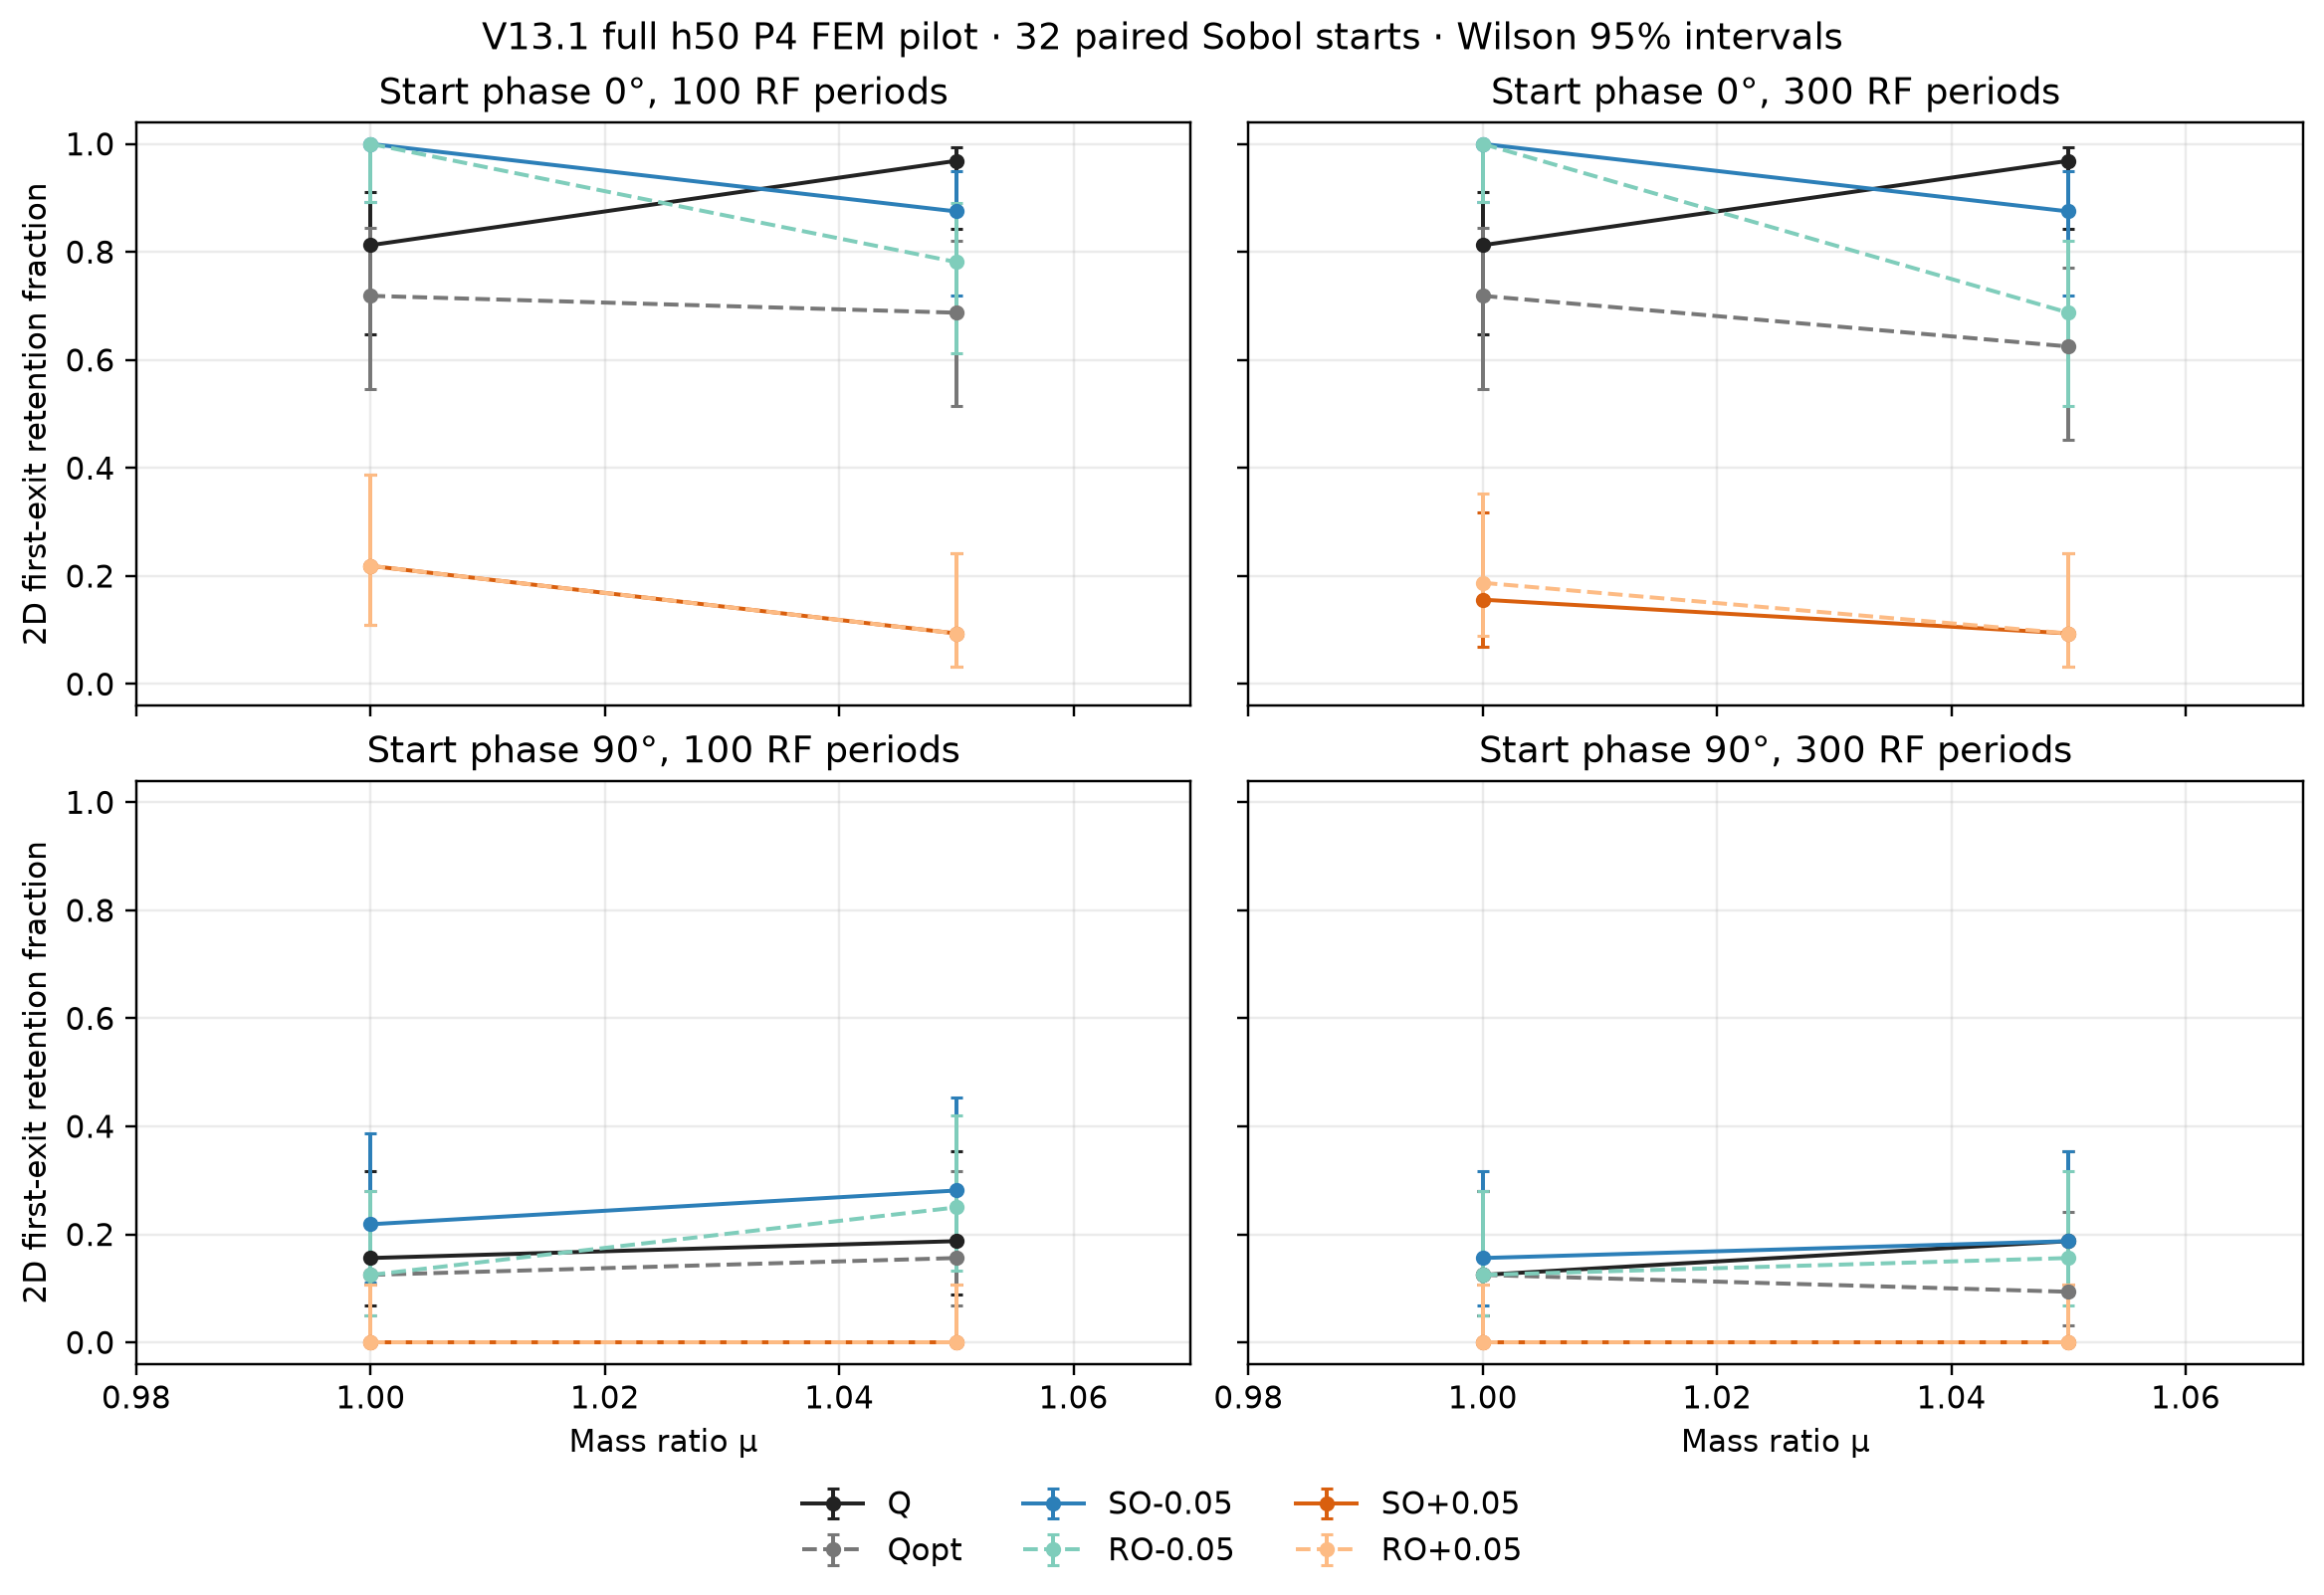 V13.1 full h50 P4 FEM pilot · 32 paired Sobol starts · Wilson 95% intervals
Start phase 0°, 100 RF periods
Start phase 0°, 300 RF periods
2D first-exit retention fraction
1.0
0.8
0.6
0.4
0.2
0.0
Start phase 90°, 100 RF periods
Start phase 90°, 300 RF periods
2D first-exit retention fraction
1.0
0.8
0.6
0.4
0.2
0.0
0.98 1.00 1.02 1.04 1.06
0.98 1.00 1.02 1.04 1.06
Mass ratio μ
Mass ratio μ
Q SO-0.05 SO+0.05
Qopt RO-0.05 RO+0.05